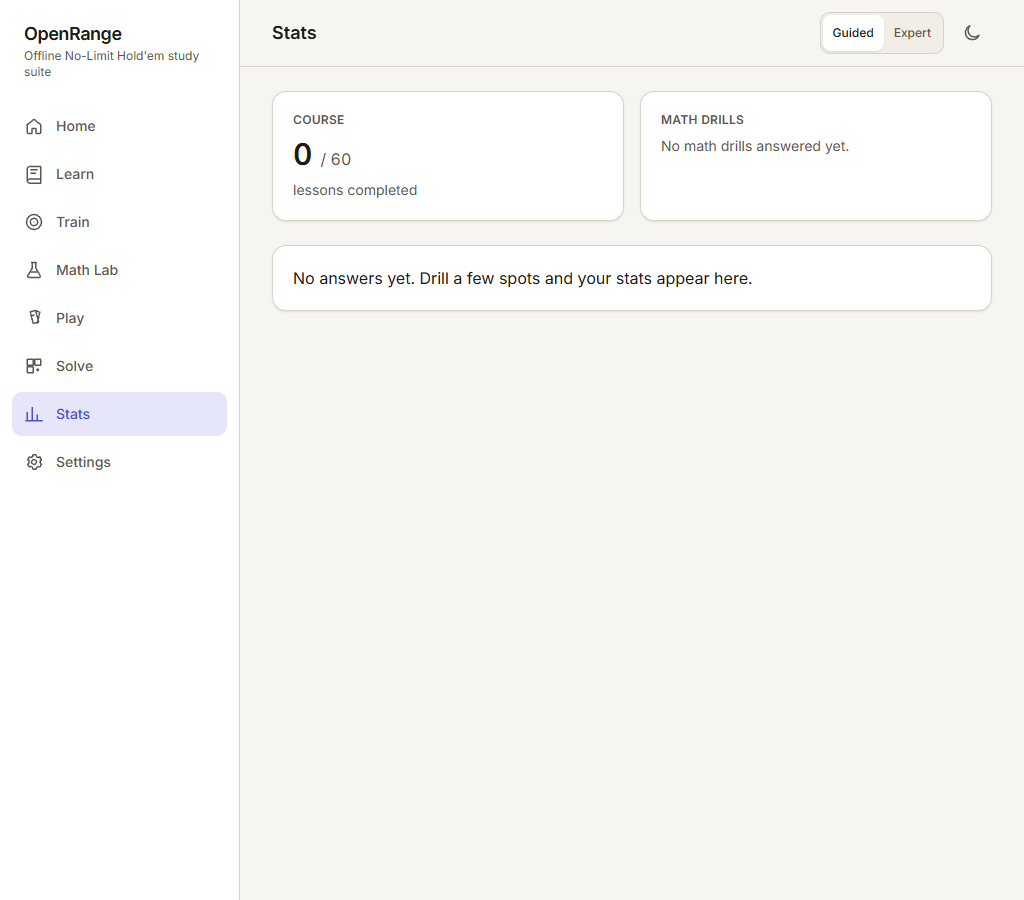 OpenRange
Offline No-Limit Hold'em study
suite
Home
Learn
Train
Math Lab
Play
Solve
Stats
Settings
Stats
Guided
Expert
COURSE
0 / 60
lessons completed
MATH DRILLS
No math drills answered yet.
No answers yet. Drill a few spots and your stats appear here.